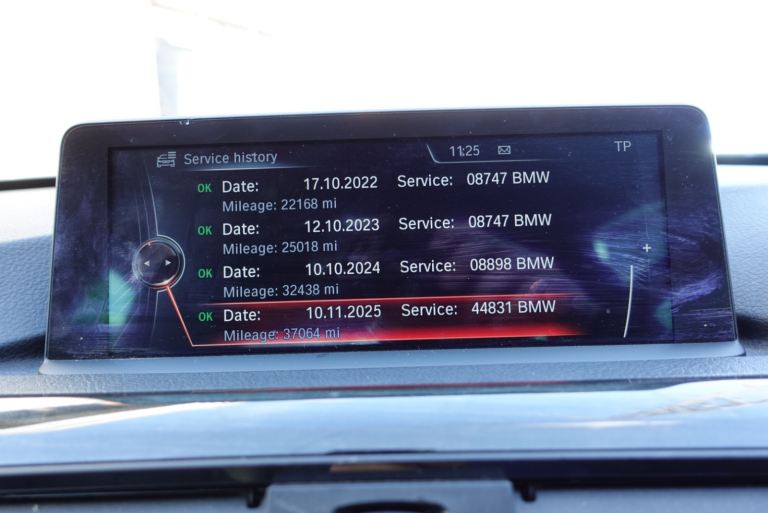 Service history 11:25 TP
OK Date: 17.10.2022 Service: 08747 BMW
Mileage: 22168 mi
OK Date: 12.10.2023 Service: 08747 BMW
Mileage: 25018 mi
OK Date: 10.10.2024 Service: 08898 BMW
Mileage: 32438 mi
OK Date: 10.11.2025 Service: 44831 BMW
Mileage: 37064 mi